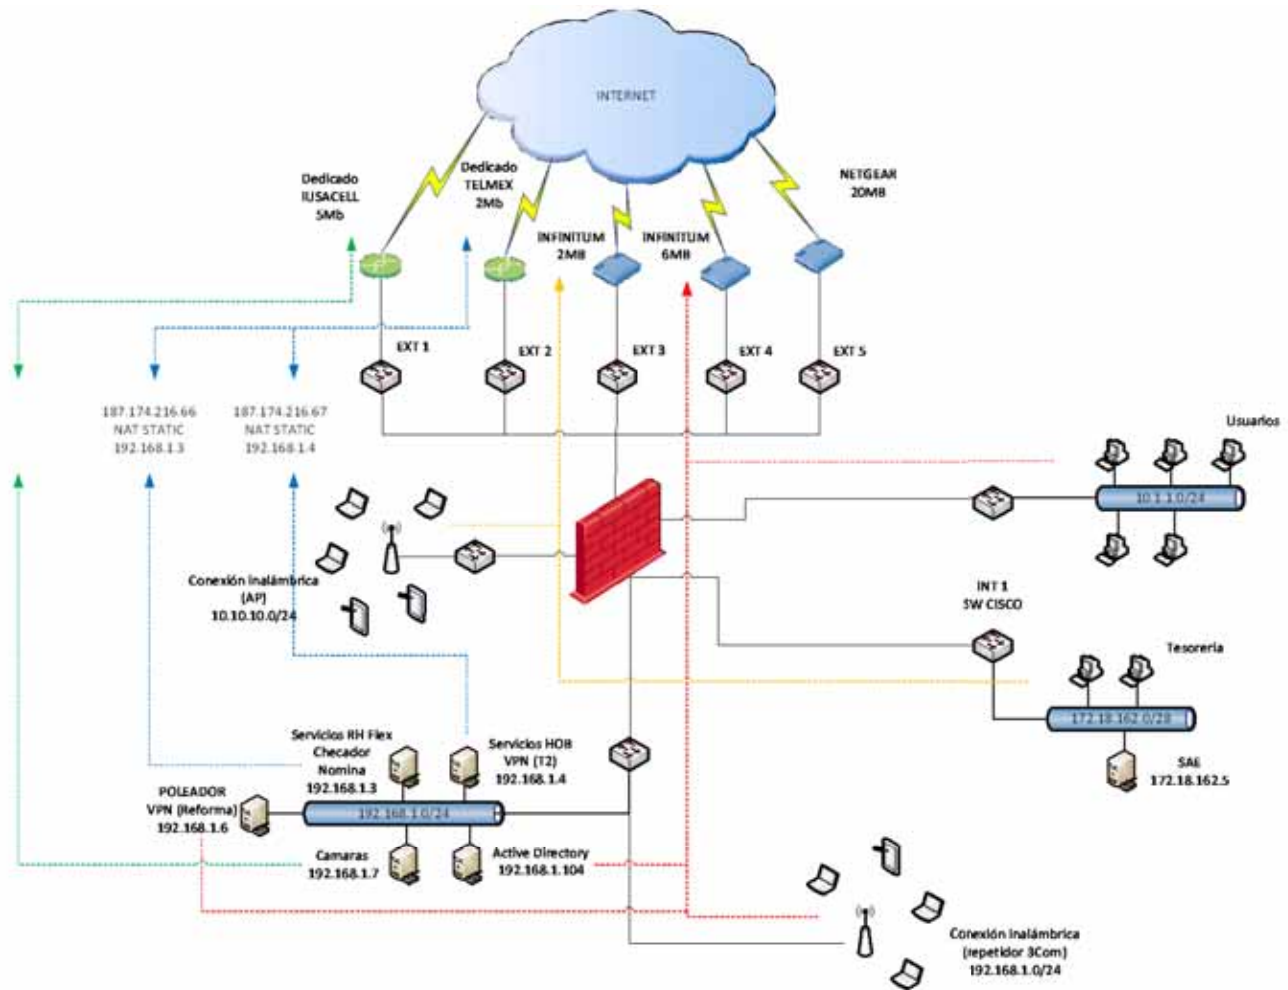 INTERNET
Dedicado
IUSACELL
5Mb
Dedicado
TELMEX
2Mb
INFINITUM
2MB
INFINITUM
6MB
NETGEAR
20MB
EXT 1
EXT 2
EXT 3
EXT 4
EXT 5
187.174.216.66
NAT STATIC
192.168.1.3
187.174.216.67
NAT STATIC
192.168.1.4
Usuarios
10.1.1.0/24
Conexión Inalámbrica
(AP)
10.10.10.0/24
INT 1
SW CISCO
Tesorería
172.18.162.0/28
SAE
172.18.162.5
Servicios RH Flex
Checador
Nomina
192.168.1.3
Servicios HOB
VPN (T2)
192.168.1.4
POLEADOR
VPN (Reforma)
192.168.1.6
192.168.1.0/24
Camaras
192.168.1.7
Active Directory
192.168.1.104
Conexión Inalámbrica
(repetidor 3Com)
192.168.1.0/24